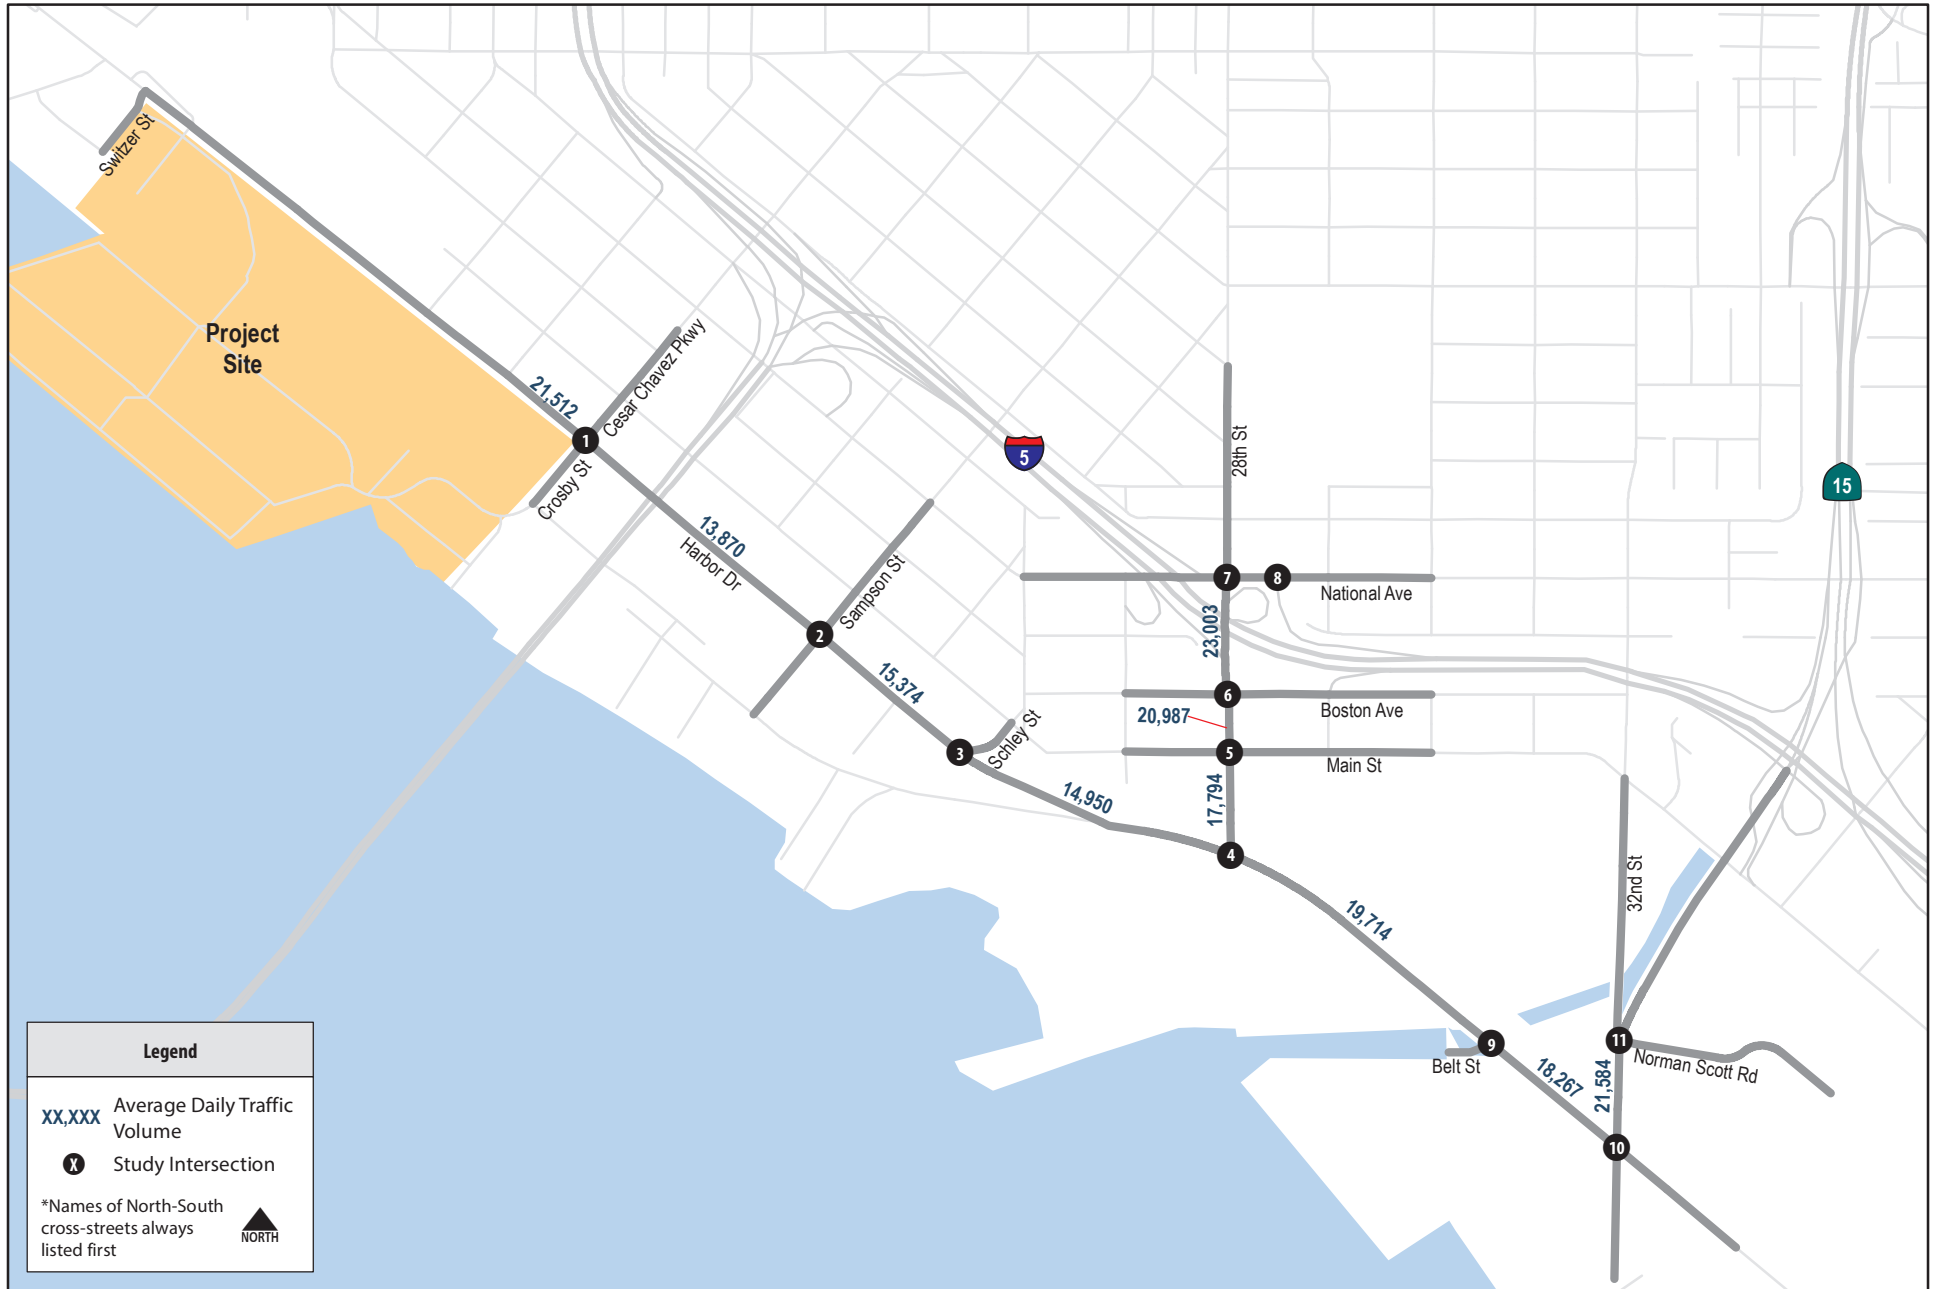 Switzer St
Project
Site
21,512
Cesar Chavez Pkwy
1
Crosby St
13,870
Harbor Dr
Sampson St
2
15,374
3
Schley St
14,950
5
28th St
15
7
8
National Ave
23,003
6
Boston Ave
20,987
5
Main St
17,794
4
19,714
32nd St
9
Belt St
18,267
11
Norman Scott Rd
21,584
10
Legend
XX,XXX
Average Daily Traffic
Volume
X
Study Intersection
*Names of North-South
cross-streets always
listed first
NORTH